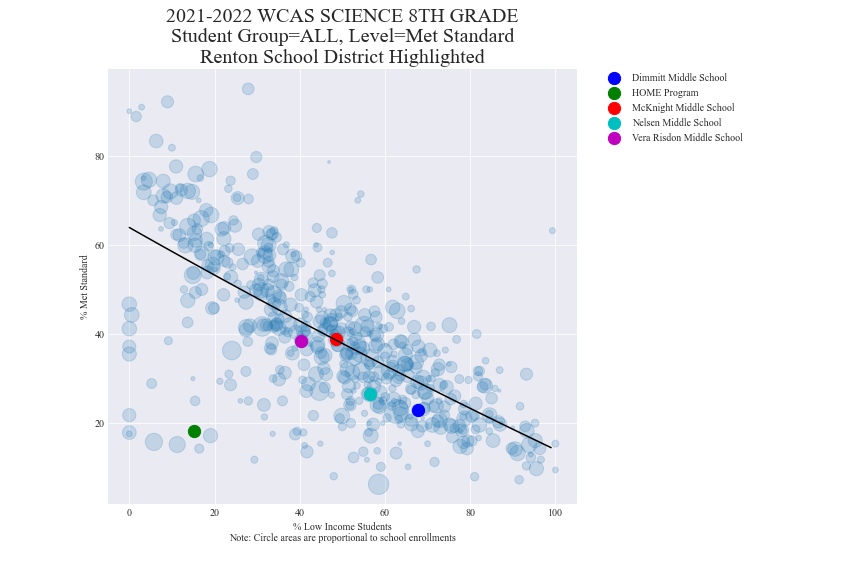 2021-2022 WCAS SCIENCE 8TH GRADE
Student Group=ALL, Level=Met Standard
Renton School District Highlighted
Dimmitt Middle School
HOME Program
McKnight Middle School
Nelsen Middle School
Vera Risdon Middle School
% Met Standard
80
60
40
20
0 20 40 60 80 100
% Low Income Students
Note: Circle areas are proportional to school enrollments